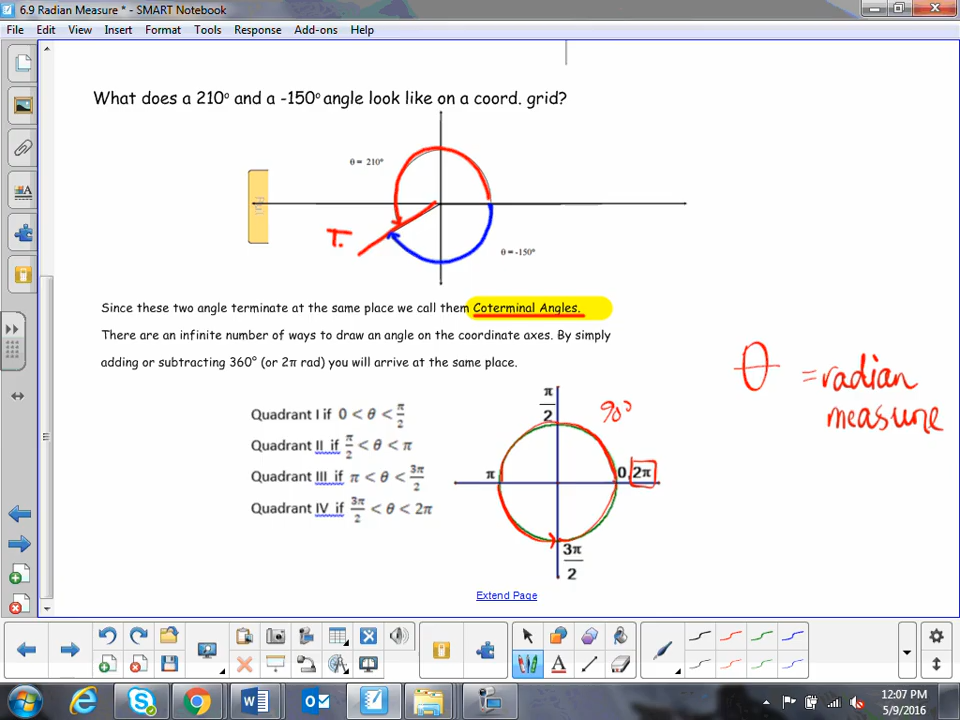 6.9 Radian Measure * - SMART Notebook
File Edit View Insert Format Tools Response Add-ons Help
What does a 210° and a -150° angle look like on a coord. grid?
θ = 210°
T.
θ = -150°
Since these two angle terminate at the same place we call them Coterminal Angles.
There are an infinite number of ways to draw an angle on the coordinate axes. By simply
adding or subtracting 360° (or 2π rad) you will arrive at the same place.
θ = radian
measure
Quadrant I if 0 < θ < π/2
Quadrant II if π/2 < θ < π
Quadrant III if π < θ < 3π/2
Quadrant IV if 3π/2 < θ < 2π
π/2
90°
π
0, 2π
3π/2
Extend Page
12:07 PM
5/9/2016